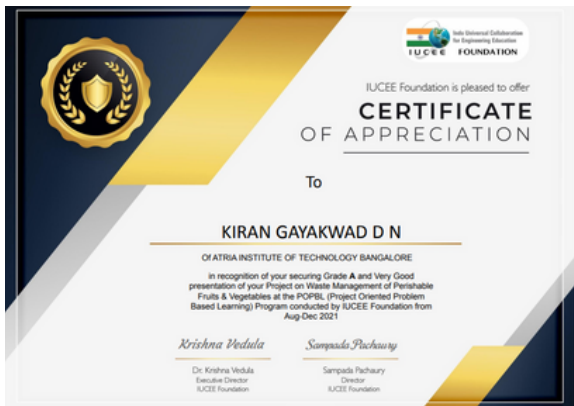 Indo Universal Collaboration
for Engineering Education
IUCEE FOUNDATION
IUCEE Foundation is pleased to offer
CERTIFICATE
OF APPRECIATION
To
KIRAN GAYAKWAD D N
Of ATRIA INSTITUTE OF TECHNOLOGY BANGALORE
in recognition of your securing Grade A and Very Good
presentation of your Project on Waste Management of Perishable
Fruits & Vegetables at the POPBL (Project Oriented Problem
Based Learning) Program conducted by IUCEE Foundation from
Aug-Dec 2021
Krishna Vedula Sampada Pachaury
Dr. Krishna Vedula Sampada Pachaury
Executive Director Director
IUCEE Foundation IUCEE Foundation